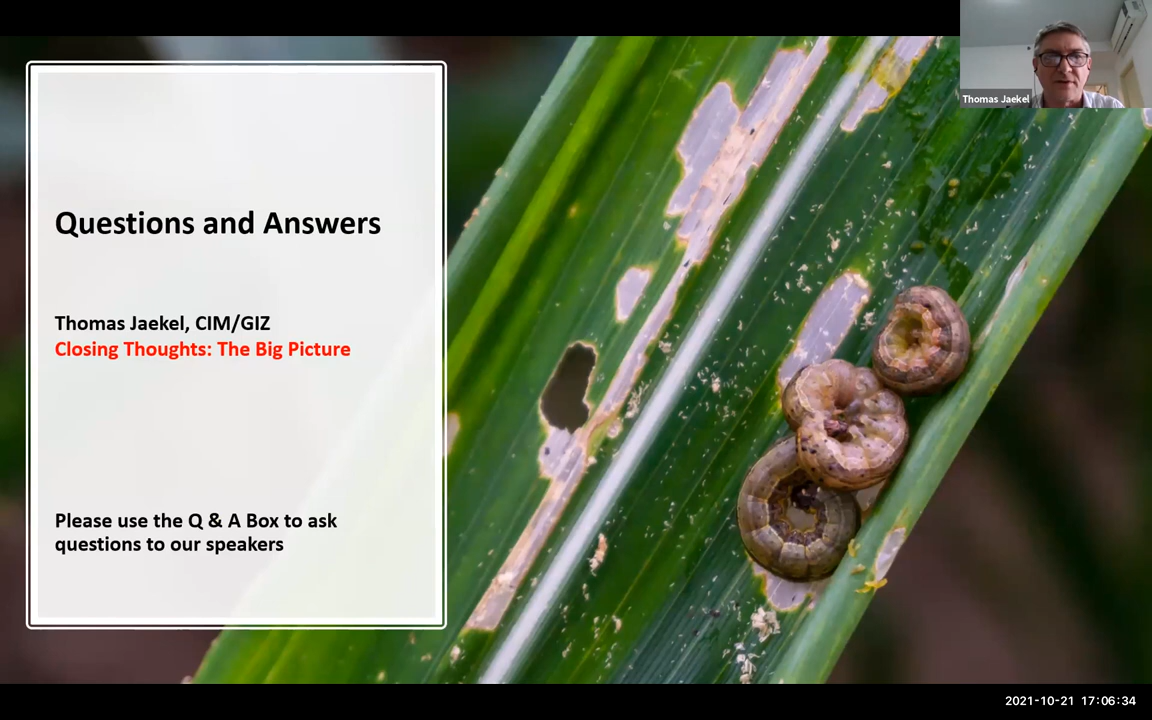 Thomas Jaekel
Questions and Answers
Thomas Jaekel, CIM/GIZ
Closing Thoughts: The Big Picture
Please use the Q & A Box to ask
questions to our speakers
2021-10-21 17:06:34